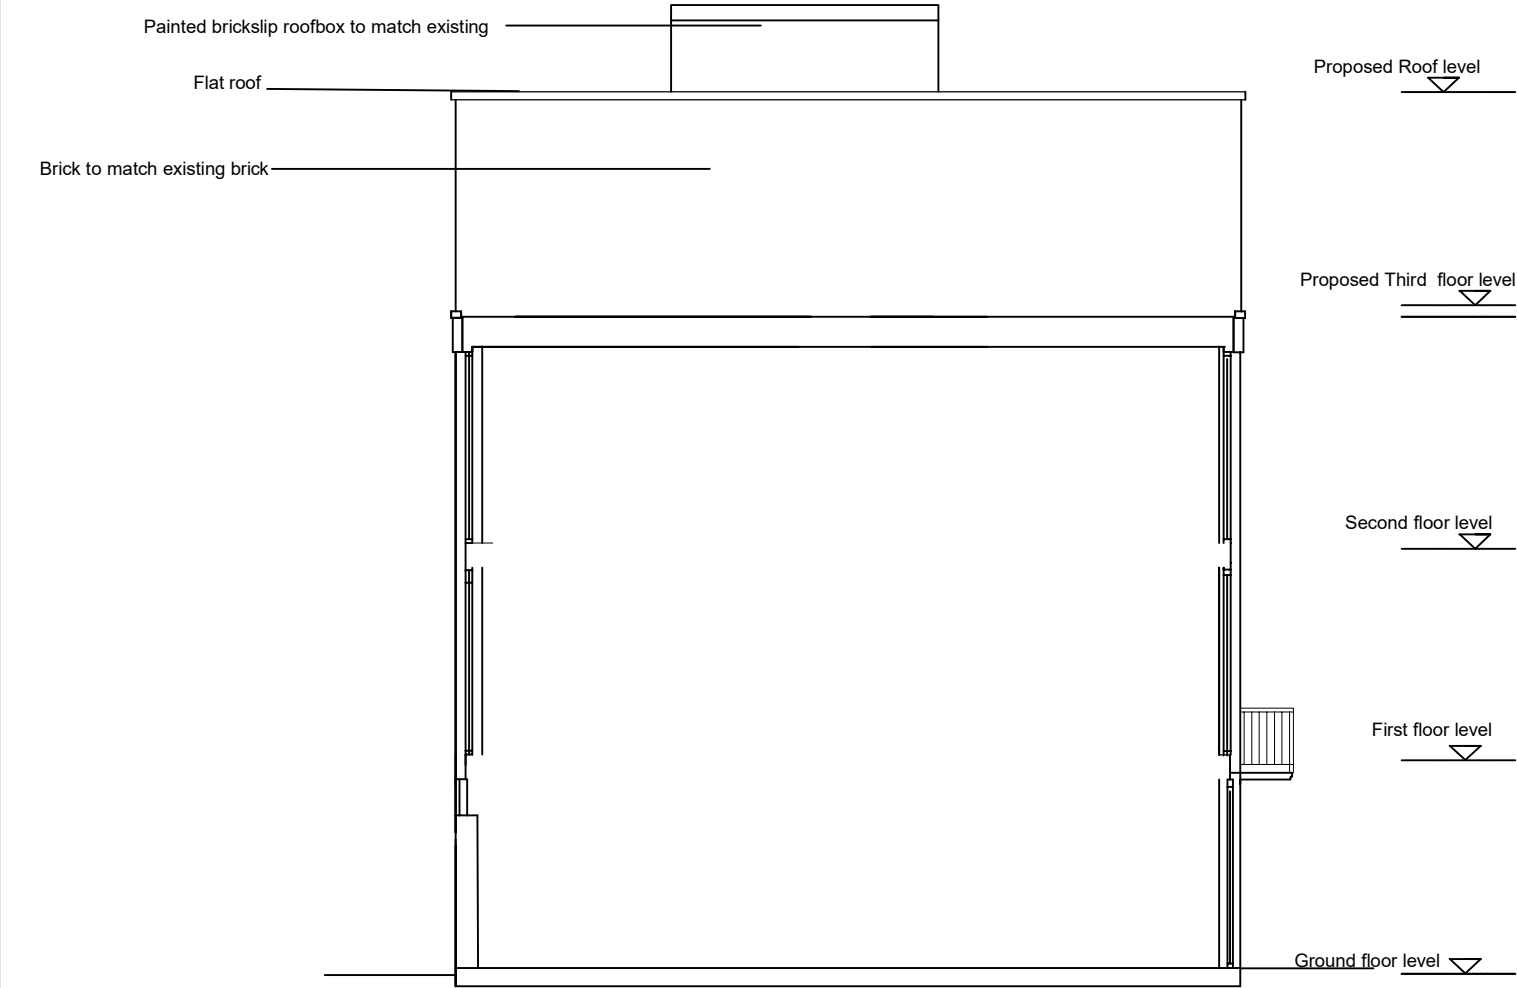 Painted brickslip roofbox to match existing
Proposed Roof level
Flat roof
Brick to match existing brick
Proposed Third  floor level
Second floor level
First floor level
Ground floor level